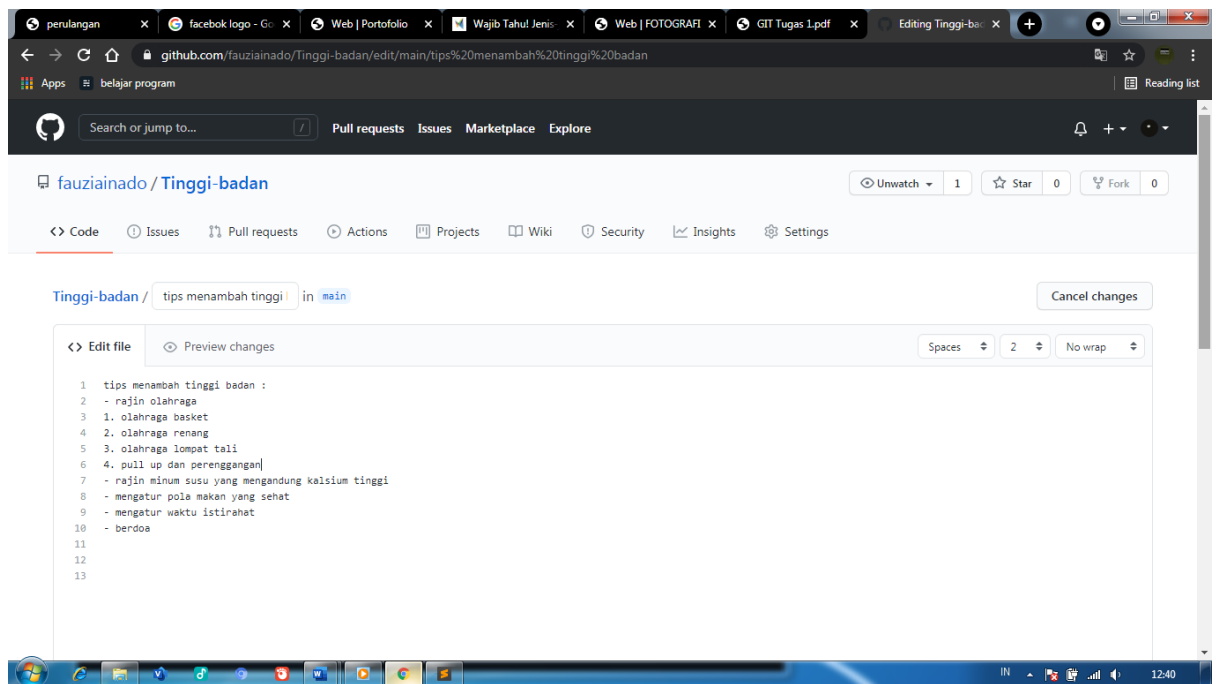 perulangan
facebok logo - Go
Web | Portofolio
Wajib Tahu! Jenis-
Web | FOTOGRAFI
GIT Tugas 1.pdf
Editing Tinggi-bad
github.com/fauziainado/Tinggi-badan/edit/main/tips%20menambah%20tinggi%20badan
Apps belajar program Reading list
Search or jump to... / Pull requests Issues Marketplace Explore
fauziainado / Tinggi-badan Unwatch 1 Star 0 Fork 0
Code Issues Pull requests Actions Projects Wiki Security Insights Settings
Tinggi-badan / tips menambah tinggi in main Cancel changes
<> Edit file Preview changes Spaces 2 No wrap
1 tips menambah tinggi badan :
2 - rajin olahraga
3 1. olahraga basket
4 2. olahraga renang
5 3. olahraga lompat tali
6 4. pull up dan perenggangan
7 - rajin minum susu yang mengandung kalsium tinggi
8 - mengatur pola makan yang sehat
9 - mengatur waktu istirahat
10 - berdoa
11
12
13
IN 12:40